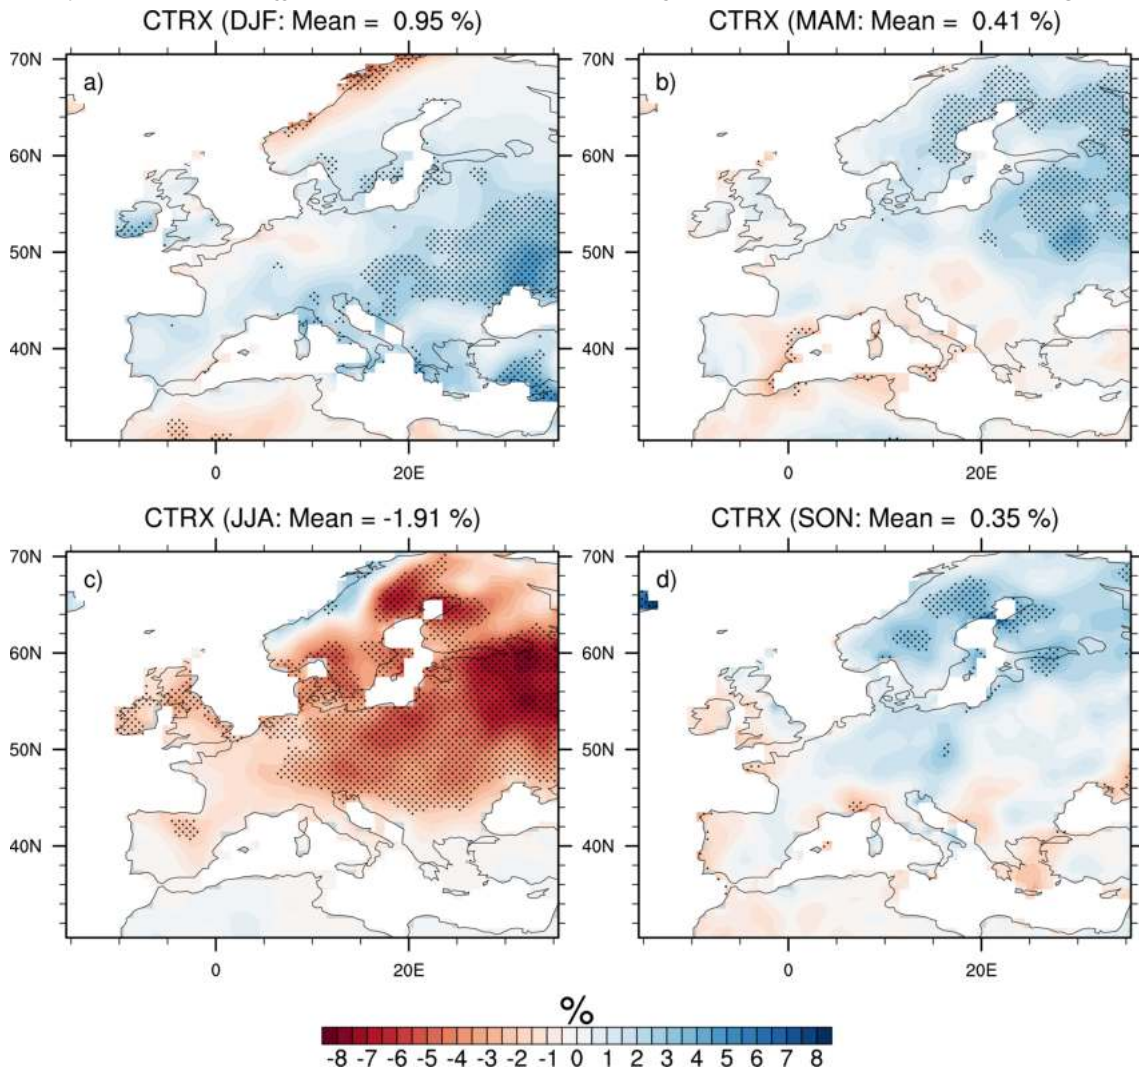 CTRX (DJF: Mean = 0.95 %)
CTRX (MAM: Mean = 0.41 %)
70N
a)
b)
70N
60N
60N
50N
50N
40N
40N
0
20E
0
20E
CTRX (JJA: Mean = -1.91 %)
CTRX (SON: Mean = 0.35 %)
70N
c)
d)
70N
60N
60N
50N
50N
40N
40N
0
20E
0
20E
%
-8 -7 -6 -5 -4 -3 -2 -1 0 1 2 3 4 5 6 7 8